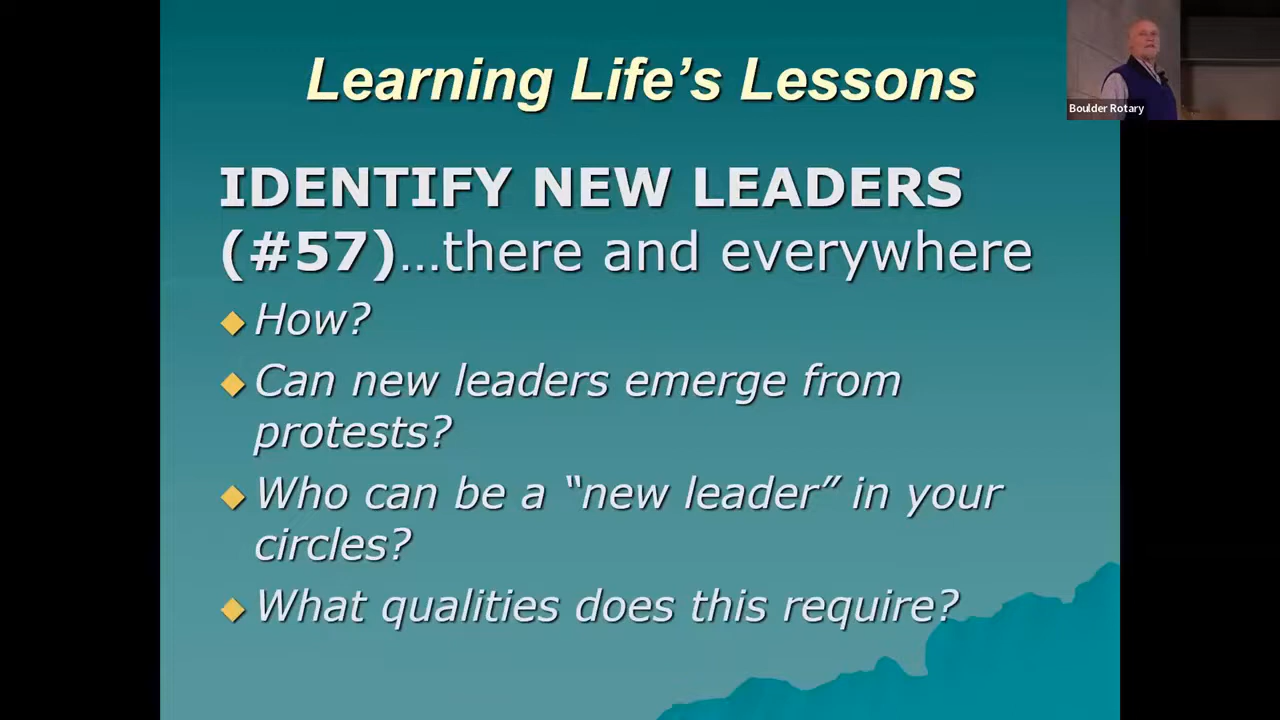 Learning Life’s Lessons
Boulder Rotary
IDENTIFY NEW LEADERS
(#57)…there and everywhere
How?
Can new leaders emerge from
protests?
Who can be a “new leader” in your
circles?
What qualities does this require?